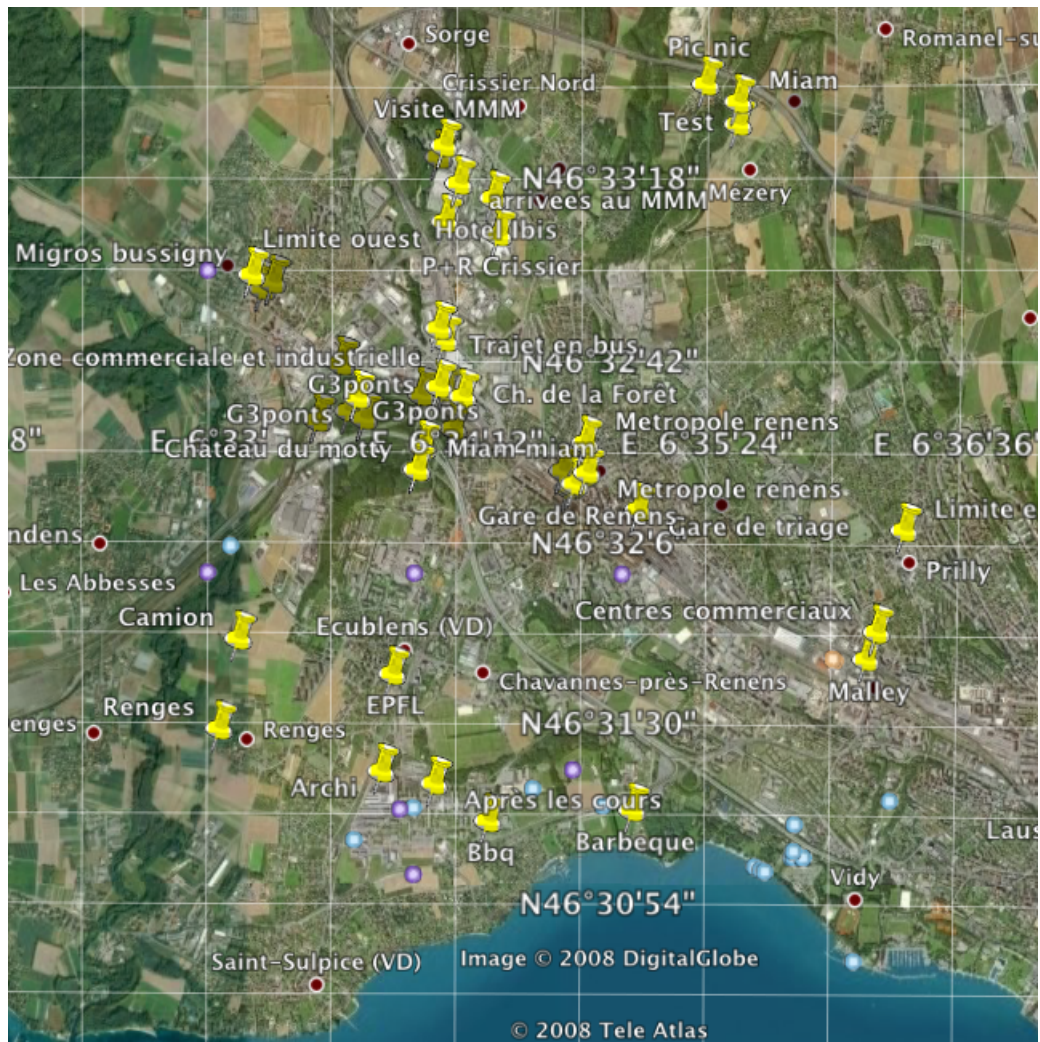 Sorge
Pic nic
Romanel-su
Crissier Nord
Miam
Visite MMM
Test
N46°33'18"
Mezery
arrivées au MMM
Hotel Ibis
Limite ouest
Migros bussigny
P+R Crissier
Trajet en bus
Zone commerciale et industrielle
N46°32'42"
G3ponts
Ch. de la Forêt
G3ponts
G3ponts
Metropole renens
8"
E 6°33'
E 6°34'12"
E 6°35'24"
E 6°36'36"
Chateau du motty
Miam miam
Metropole renens
Gare de Renens
Gare de triage
Limite e
N46°32'6
ndens
Les Abbesses
Prilly
Camion
Centres commerciaux
Ecublens (VD)
Chavannes-près-Renens
EPFL
Malley
enges
Renges
Renges
N46°31'30"
Archi
Après les cours
Bbq
Barbeque
Laus
Vidy
N46°30'54"
Saint-Sulpice (VD)
Image © 2008 DigitalGlobe
© 2008 Tele Atlas